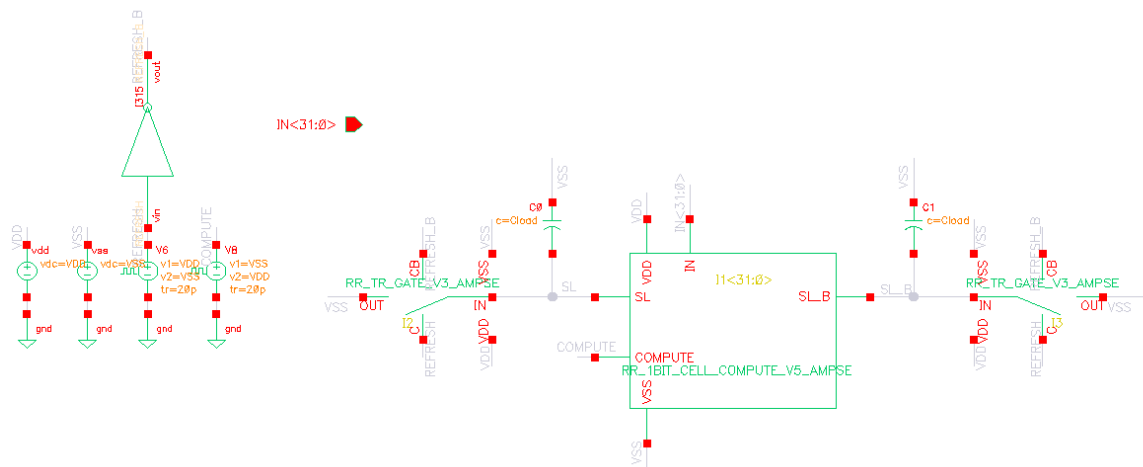 REFRESH_B
vout
I315
vin
REFRESH
VDD
vdd
vdc=VDD
gnd
VSS
vss
vdc=VSS
gnd
V6
v1=VDD
v2=VSS
tr=20p
gnd
COMPUTE
V8
v1=VSS
v2=VDD
tr=20p
gnd
IN<31:0>
VSS
C0
c=Cload
REFRESH_B
CB
VSS
VSS
RR_TR_GATE_V3_AMPSE
VSS
OUT
IN
I2
C
REFRESH
VDD
VDD
SL
VDD
IN<31:0>
VDD
IN
I1<31:0>
SL
SL_B
COMPUTE
COMPUTE
RR_1BIT_CELL_COMPUTE_V5_AMPSE
VSS
VSS
SL_B
VSS
C1
c=Cload
VSS
VSS
REFRESH_B
CB
RR_TR_GATE_V3_AMPSE
IN
OUT
VSS
I3
C
REFRESH
VDD
VDD